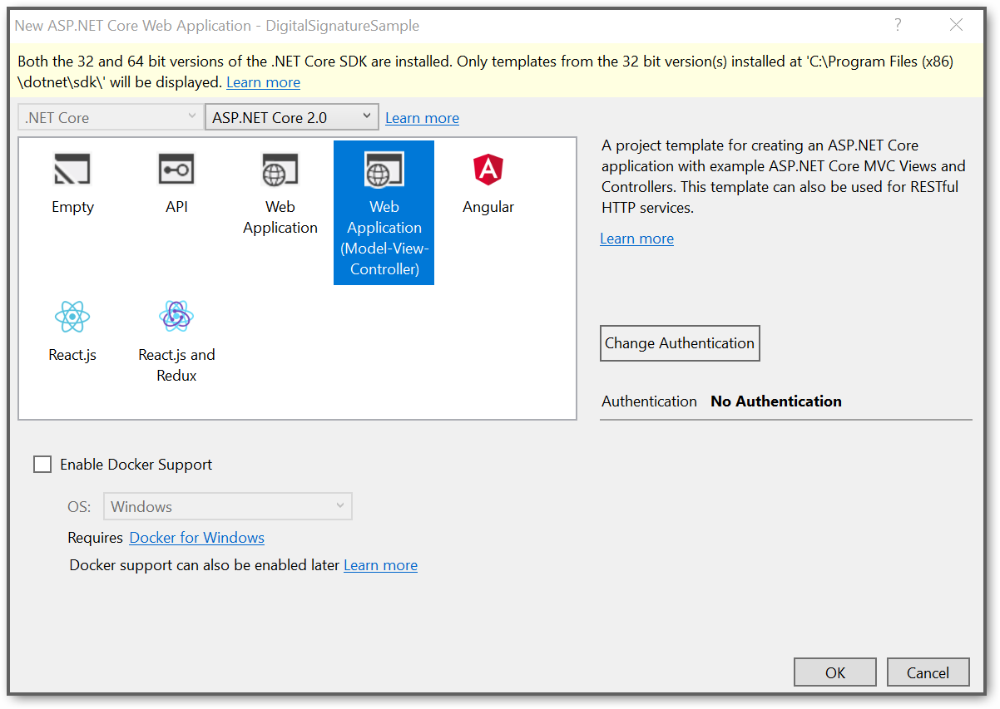 New ASP.NET Core Web Application - DigitalSignatureSample
?
Both the 32 and 64 bit versions of the .NET Core SDK are installed. Only templates from the 32 bit version(s) installed at 'C:\Program Files (x86)
\dotnet\sdk\' will be displayed. Learn more
.NET Core
ASP.NET Core 2.0
Learn more
Empty
API
Web
Application
Web
Application
(Model-View-
Controller)
Angular
React.js
React.js and
Redux
A project template for creating an ASP.NET Core
application with example ASP.NET Core MVC Views and
Controllers. This template can also be used for RESTful
HTTP services.
Learn more
Change Authentication
Authentication No Authentication
Enable Docker Support
OS: Windows
Requires Docker for Windows
Docker support can also be enabled later Learn more
OK
Cancel